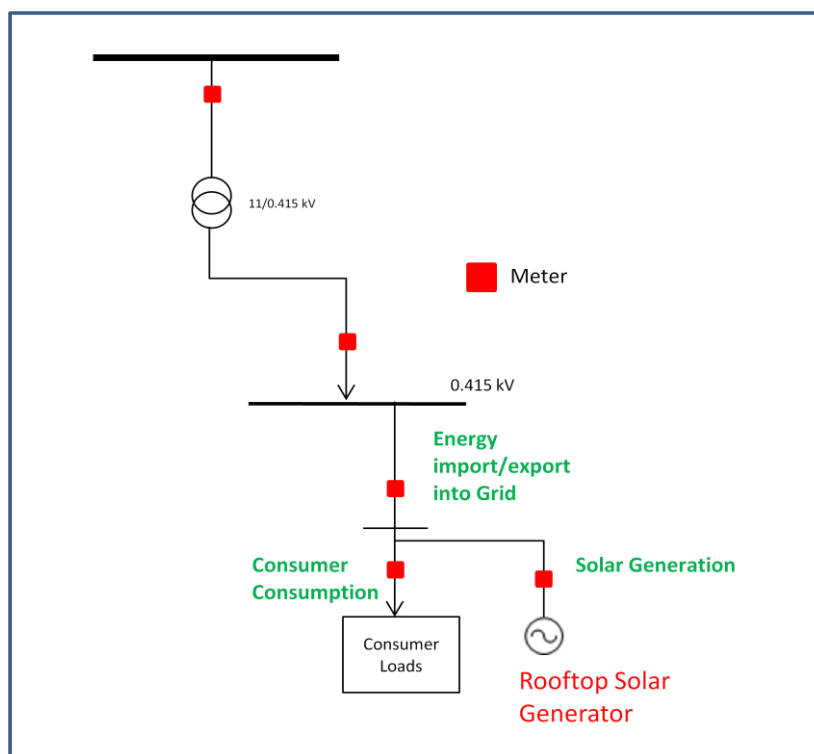 11/0.415 kV
Meter
0.415 kV
Energy
import/export
into Grid
Consumer
Consumption
Solar Generation
Consumer
Loads
Rooftop Solar
Generator